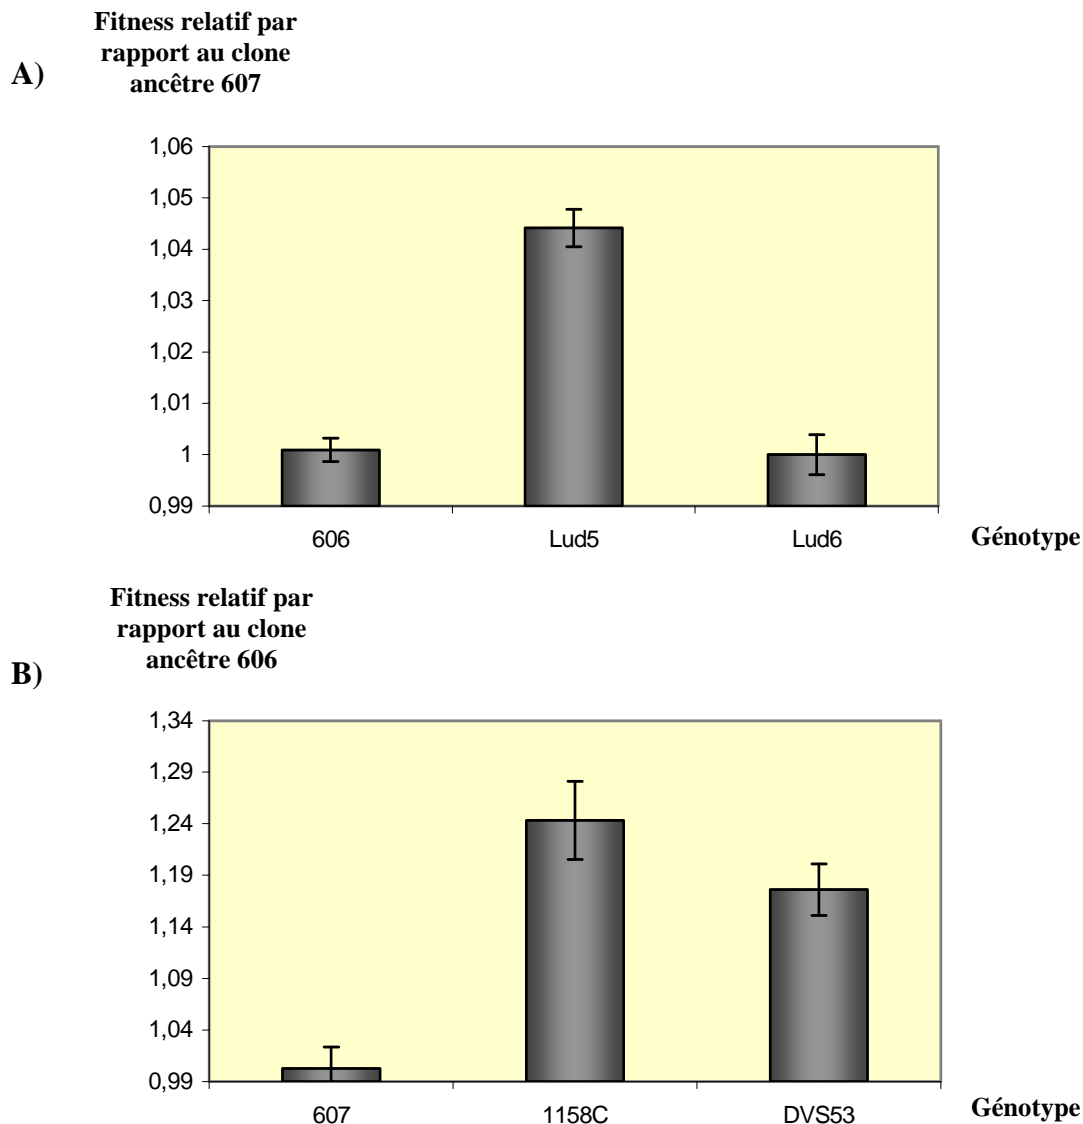 A)
Fitness relatif par
rapport au clone
ancêtre 607
1,06
1,05
1,04
1,03
1,02
1,01
1
0,99
606 Lud5 Lud6 Génotype
B)
Fitness relatif par
rapport au clone
ancêtre 606
1,34
1,29
1,24
1,19
1,14
1,09
1,04
0,99
607 1158C DVS53 Génotype